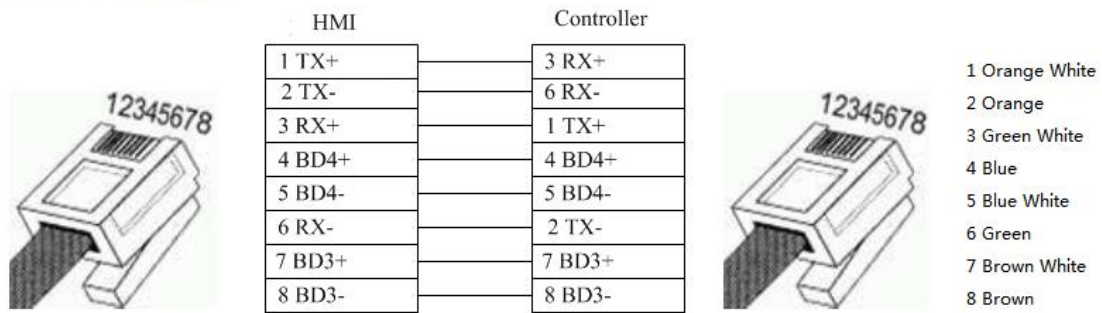 HMI
Controller
1 TX+ 3 RX+
2 TX- 6 RX-
3 RX+ 1 TX+
4 BD4+ 4 BD4+
5 BD4- 5 BD4-
6 RX- 2 TX-
7 BD3+ 7 BD3+
8 BD3- 8 BD3-
12345678
12345678
1 Orange White
2 Orange
3 Green White
4 Blue
5 Blue White
6 Green
7 Brown White
8 Brown